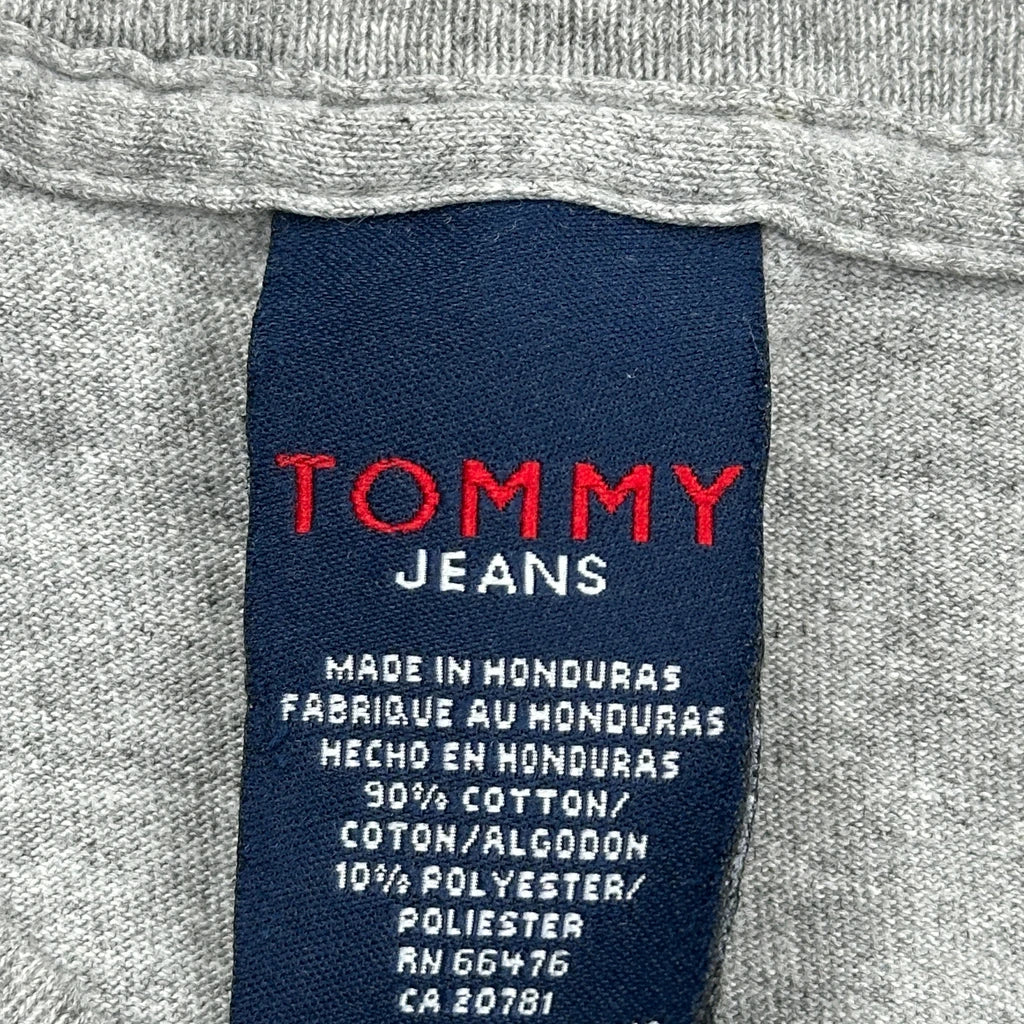 TOMMY
JEANS
MADE IN HONDURAS
FABRIQUE AU HONDURAS
HECHO EN HONDURAS
90% COTTON/
COTON/ALGODON
10% POLYESTER/
POLIESTER
RN 66476
CA 20781